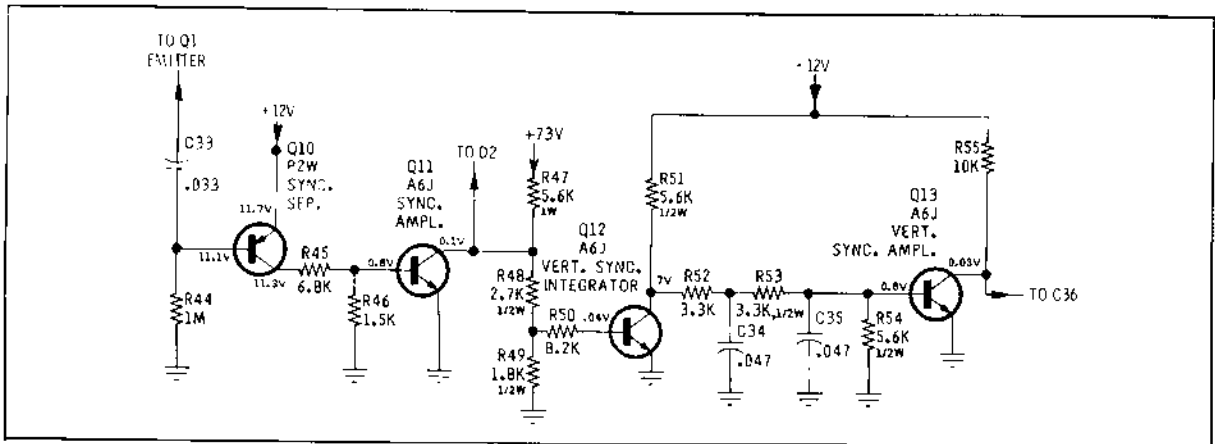 TO Q1
EMITTER
+12V
C33
.033
Q10
P2W
SYNC.
SEP.
11.7V
11.1V
11.3V
R44
1M
R45
6.8K
R46
1.5K
0.8V
Q11
A6J
SYNC.
AMPL.
0.1V
TO D2
+73V
R47
5.6K
1W
R48
2.7K
1/2W
R49
1.8K
1/2W
R50
8.2K
.04V
Q12
A6J
VERT. SYNC.
INTEGRATOR
R51
5.6K
1/2W
7V
12V
R52
3.3K
R53
3.3K, 1/2W
C34
.047
C35
.047
0.8V
R54
5.6K
1/2W
Q13
A6J
VERT.
SYNC. AMPL.
0.03V
R55
10K
TO C36